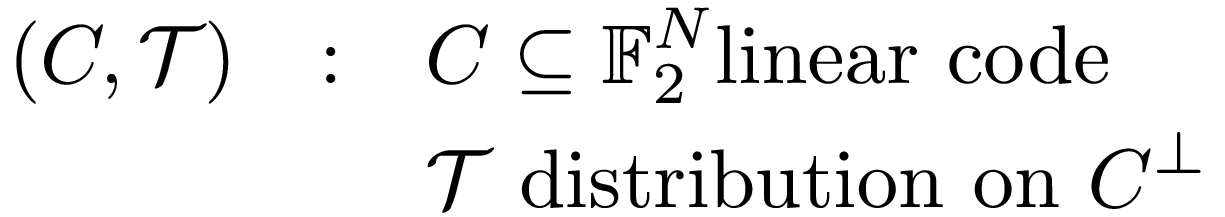 (C, 𝒯) : C ⊆ 𝔽₂ᴺ linear code
𝒯 distribution on C^⊥